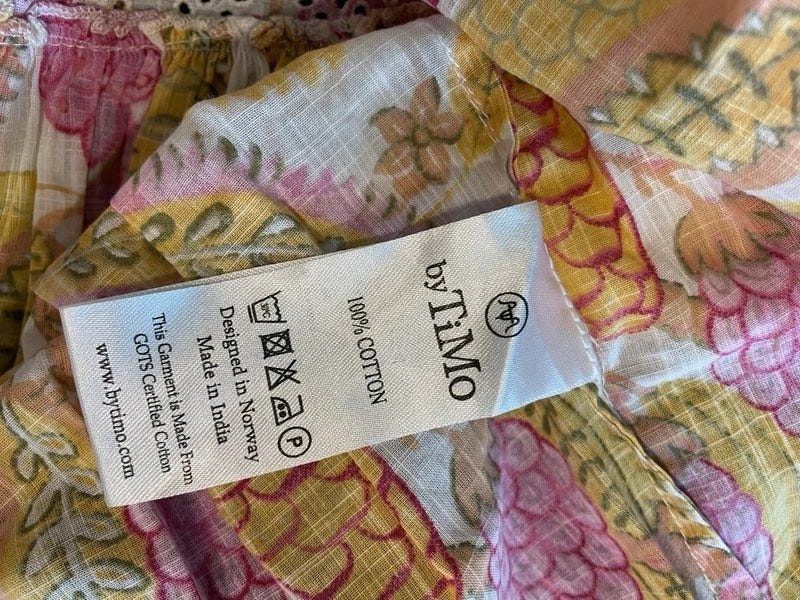 by TiMo
100% COTTON
30°C
P
Designed in Norway
Made in India
This Garment is Made From
GOTS Certified Cotton
www.bytimo.com